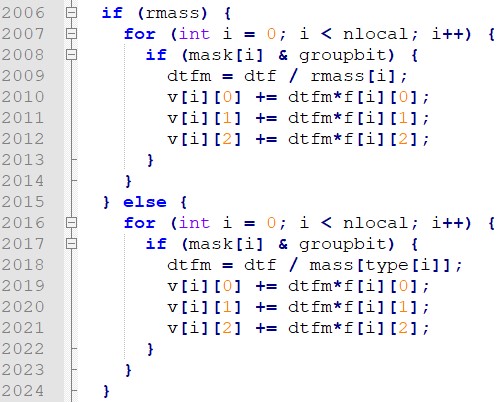 2006 if (rmass) {
2007 for (int i = 0; i < nlocal; i++) {
2008 if (mask[i] & groupbit) {
2009 dtfm = dtf / rmass[i];
2010 v[i][0] += dtfm*f[i][0];
2011 v[i][1] += dtfm*f[i][1];
2012 v[i][2] += dtfm*f[i][2];
2013 }
2014 }
2015 } else {
2016 for (int i = 0; i < nlocal; i++) {
2017 if (mask[i] & groupbit) {
2018 dtfm = dtf / mass[type[i]];
2019 v[i][0] += dtfm*f[i][0];
2020 v[i][1] += dtfm*f[i][1];
2021 v[i][2] += dtfm*f[i][2];
2022 }
2023 }
2024 }